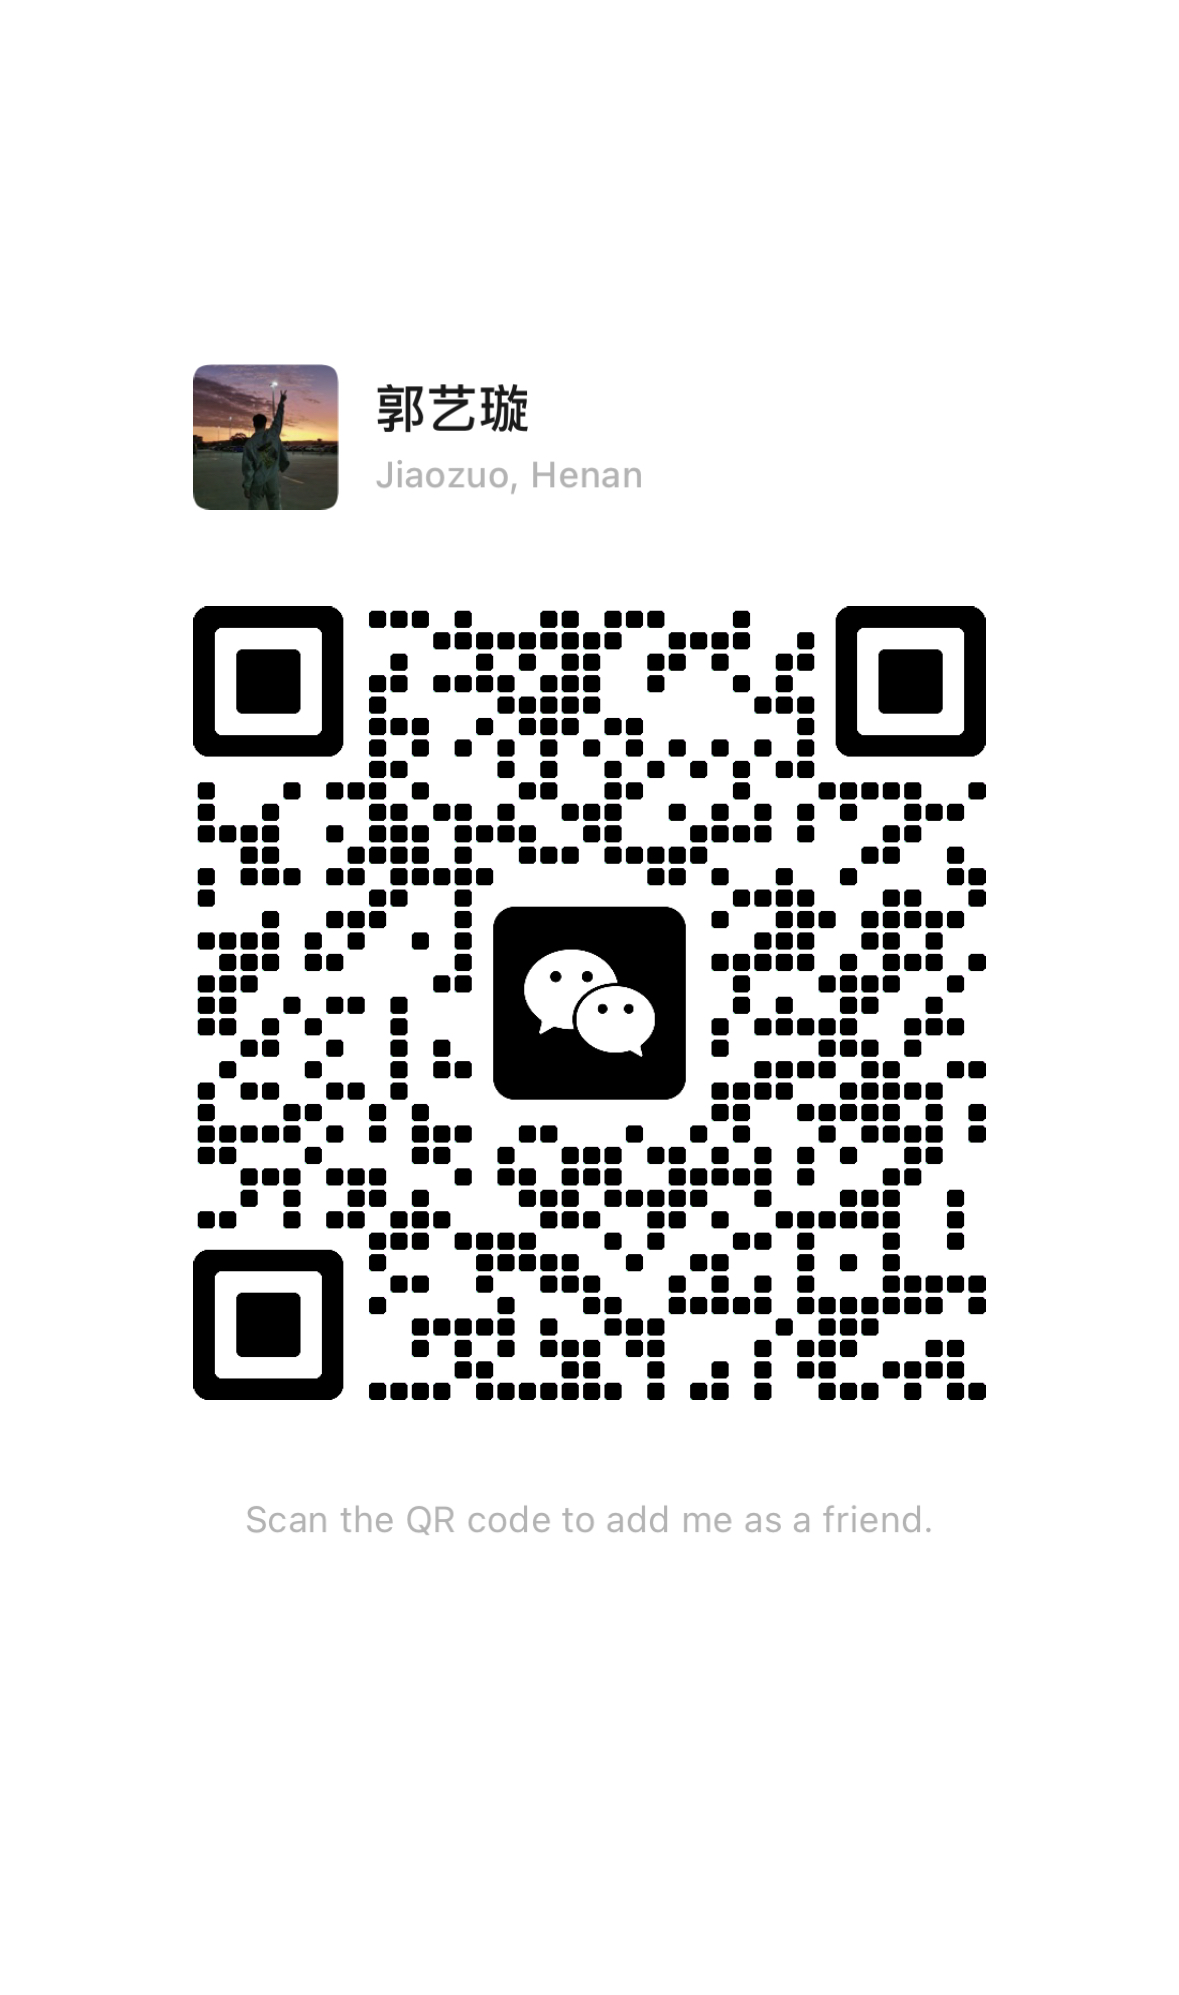 郭艺璇
Jiaozuo, Henan
Scan the QR code to add me as a friend.